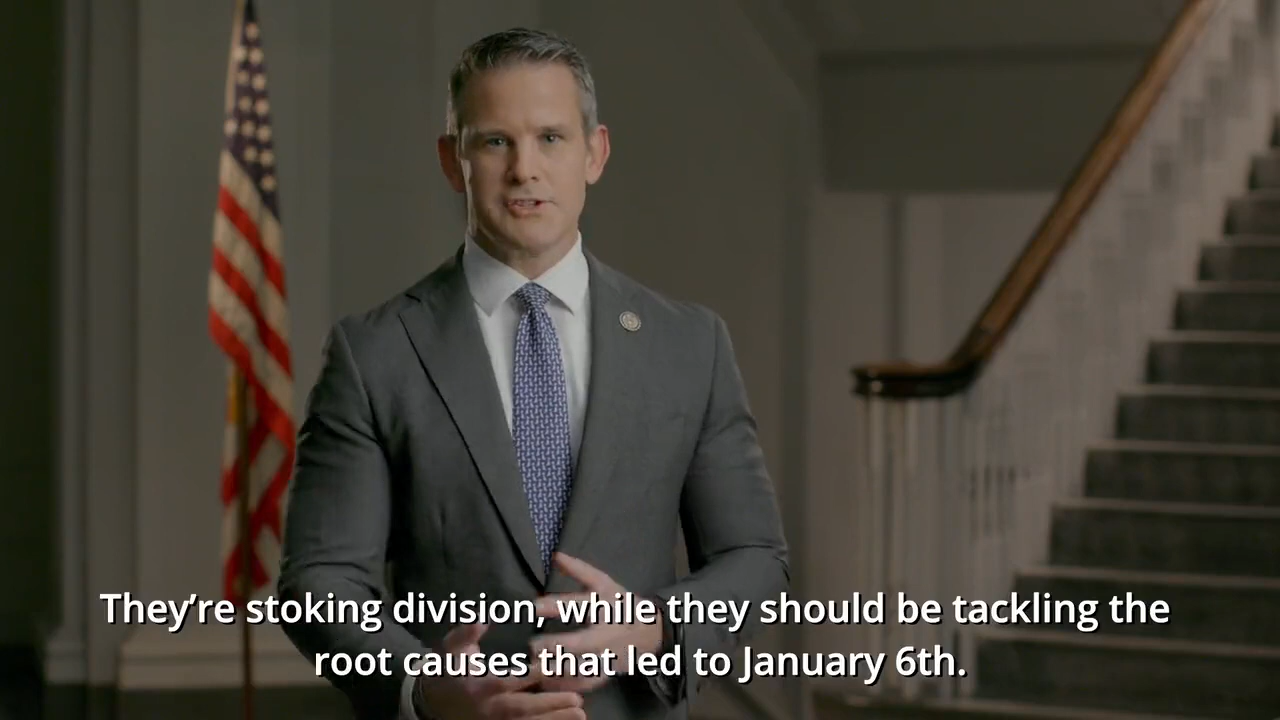 They’re stoking division, while they should be tackling the
root causes that led to January 6th.